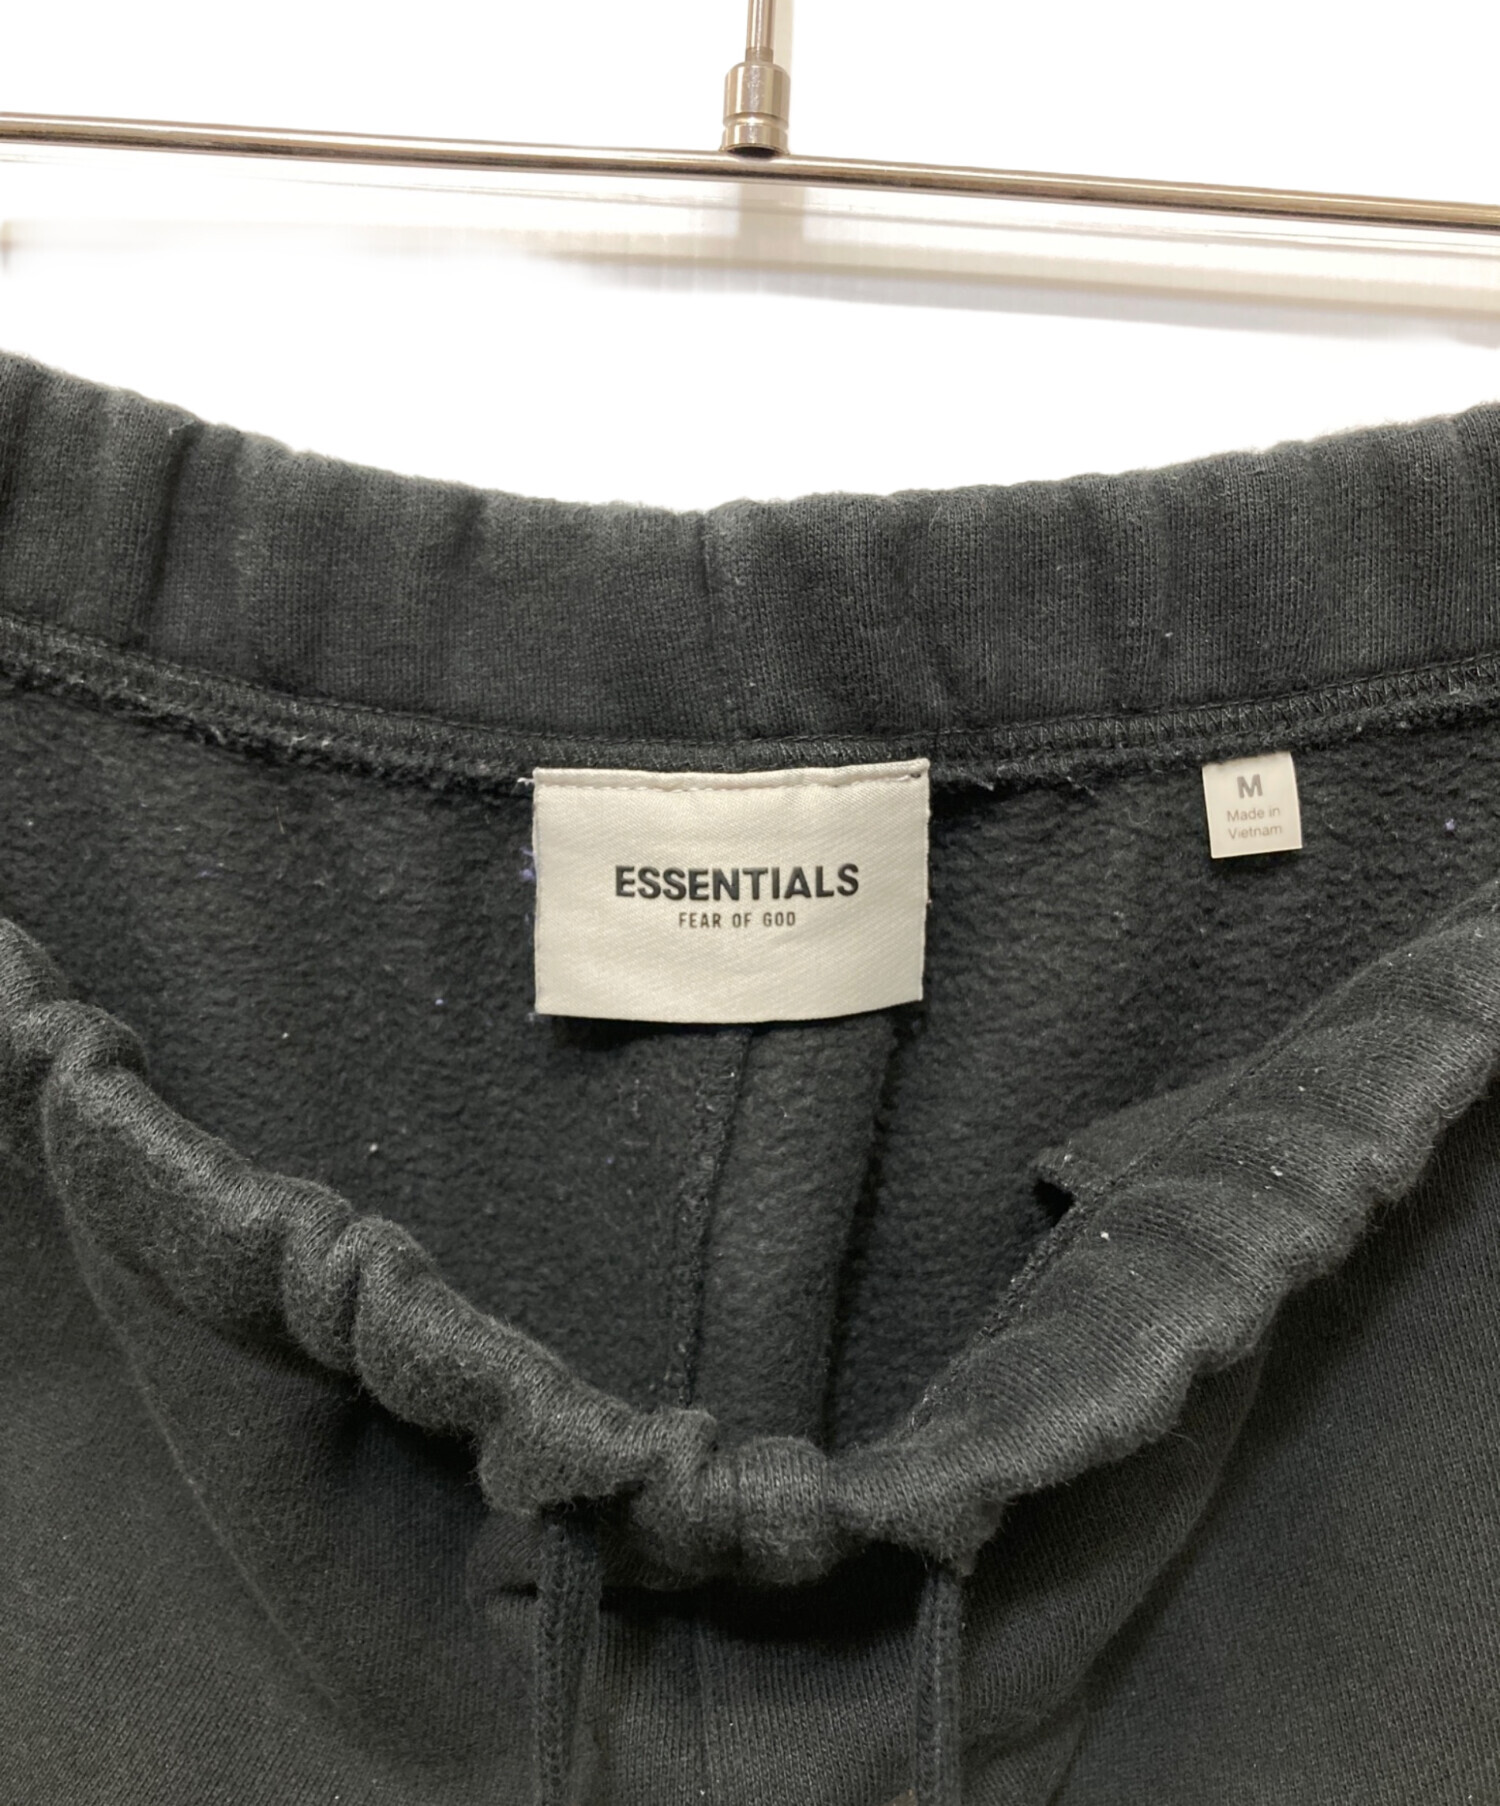 ESSENTIALS
FEAR OF GOD
M
Made in
Vietnam